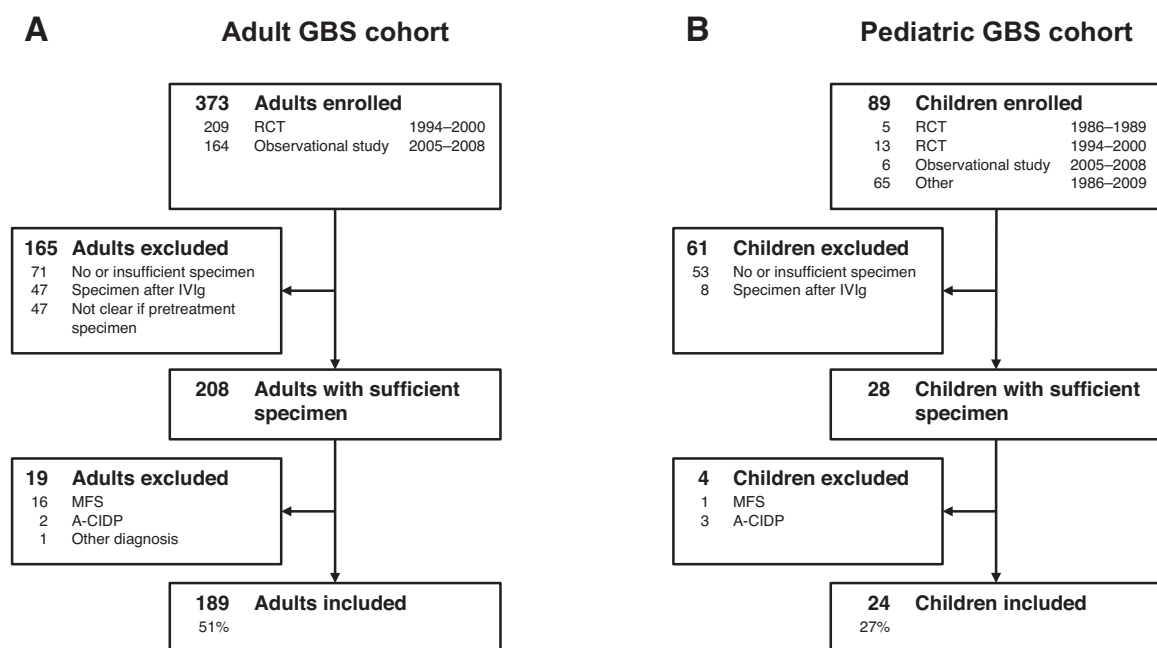 A Adult GBS cohort
373 Adults enrolled
209 RCT 1994–2000
164 Observational study 2005–2008
165 Adults excluded
71 No or insufficient specimen
47 Specimen after IVIg
47 Not clear if pretreatment
specimen
208 Adults with sufficient
specimen
19 Adults excluded
16 MFS
2 A-CIDP
1 Other diagnosis
189 Adults included
51%
B Pediatric GBS cohort
89 Children enrolled
5 RCT 1986–1989
13 RCT 1994–2000
6 Observational study 2005–2008
65 Other 1986–2009
61 Children excluded
53 No or insufficient specimen
8 Specimen after IVIg
28 Children with sufficient
specimen
4 Children excluded
1 MFS
3 A-CIDP
24 Children included
27%